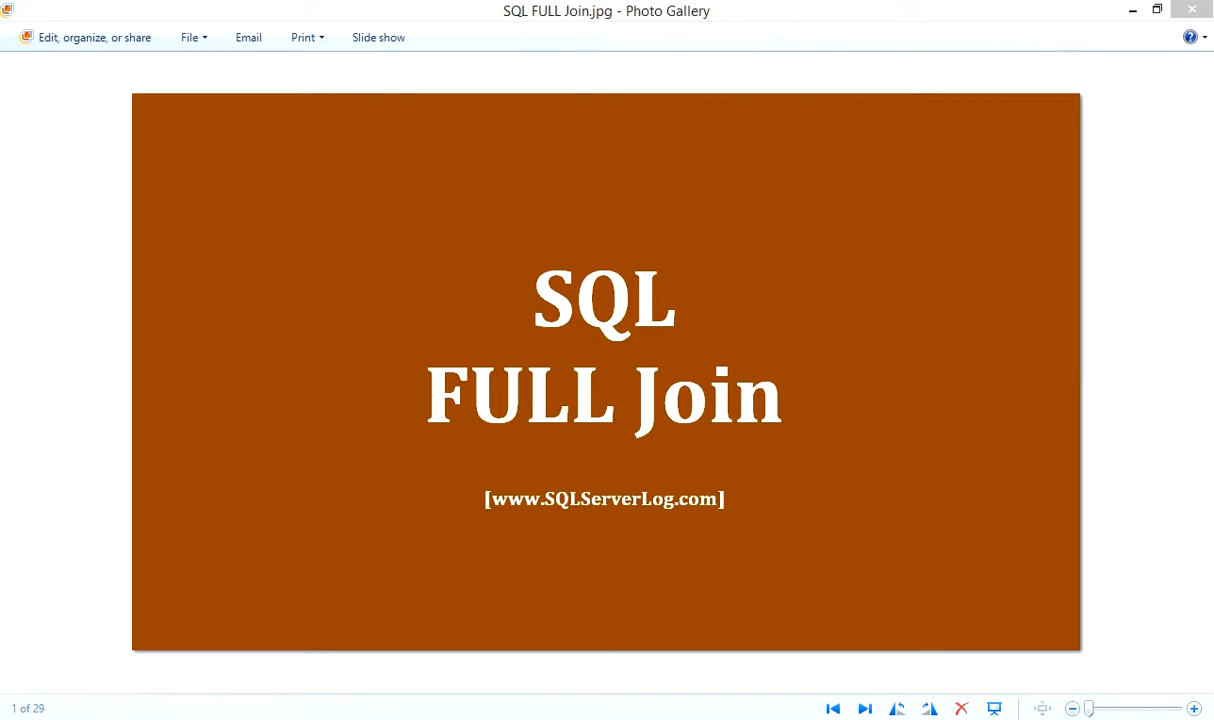 SQL FULL Join.jpg - Photo Gallery
Edit, organize, or share File Email Print Slide show
SQL
FULL Join
[www.SQLServerLog.com]
1 of 29